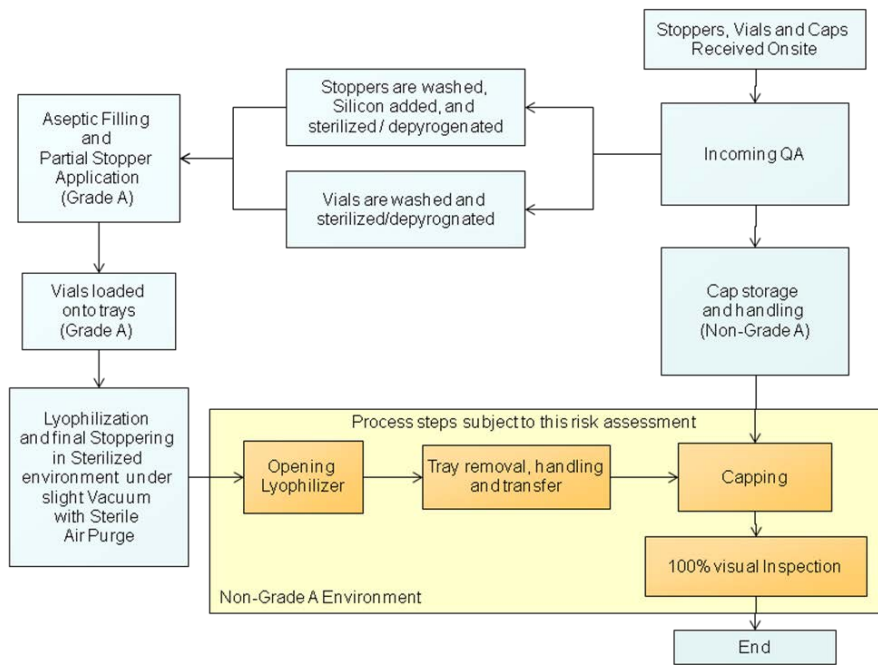 Stoppers, Vials and Caps
Received Onsite
Incoming QA
Stoppers are washed,
Silicon added, and
sterilized / depyrogenated
Vials are washed and
sterilized/depyrognated
Aseptic Filling
and
Partial Stopper
Application
(Grade A)
Vials loaded
onto trays
(Grade A)
Cap storage
and handling
(Non-Grade A)
Lyophilization
and final Stoppering
in Sterilized
environment under
slight Vacuum
with Sterile
Air Purge
Process steps subject to this risk assessment
Opening
Lyophilizer
Tray removal, handling
and transfer
Capping
100% visual Inspection
Non-Grade A Environment
End